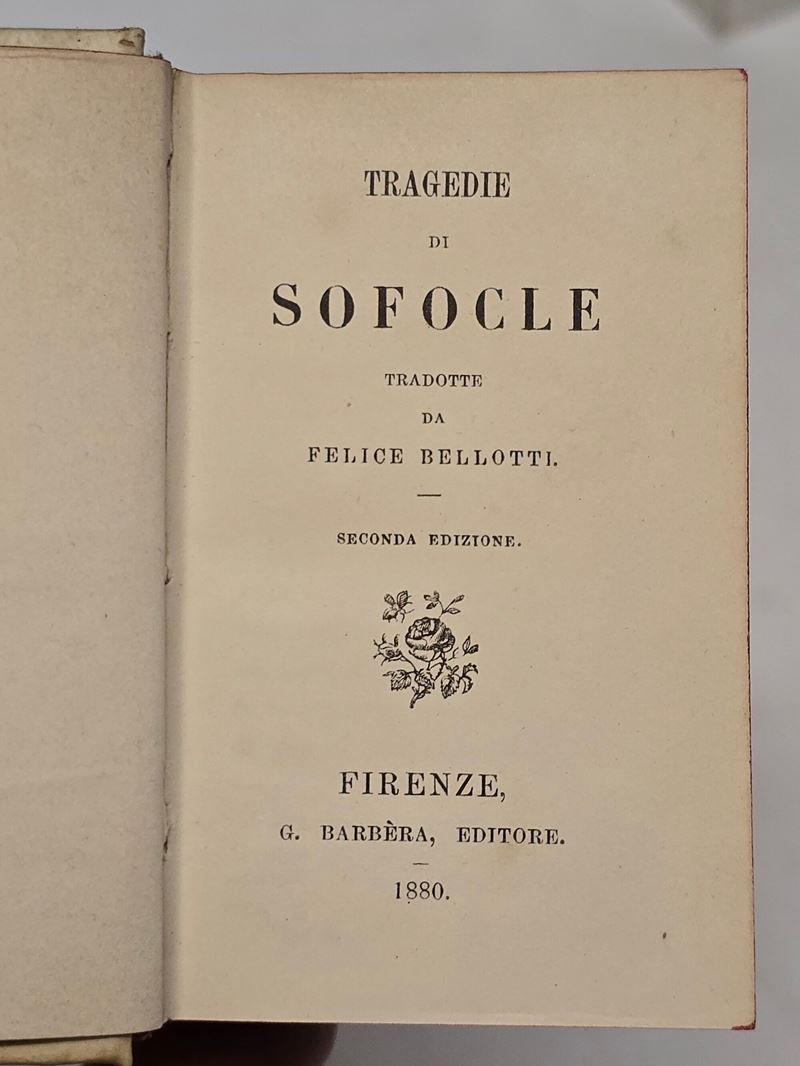 TRAGEDIE
DI
SOFOCLE
TRADOTTE
DA
FELICE BELLOTTI.
SECONDA EDIZIONE.
FIRENZE,
G. BARBÈRA, EDITORE.
1880.